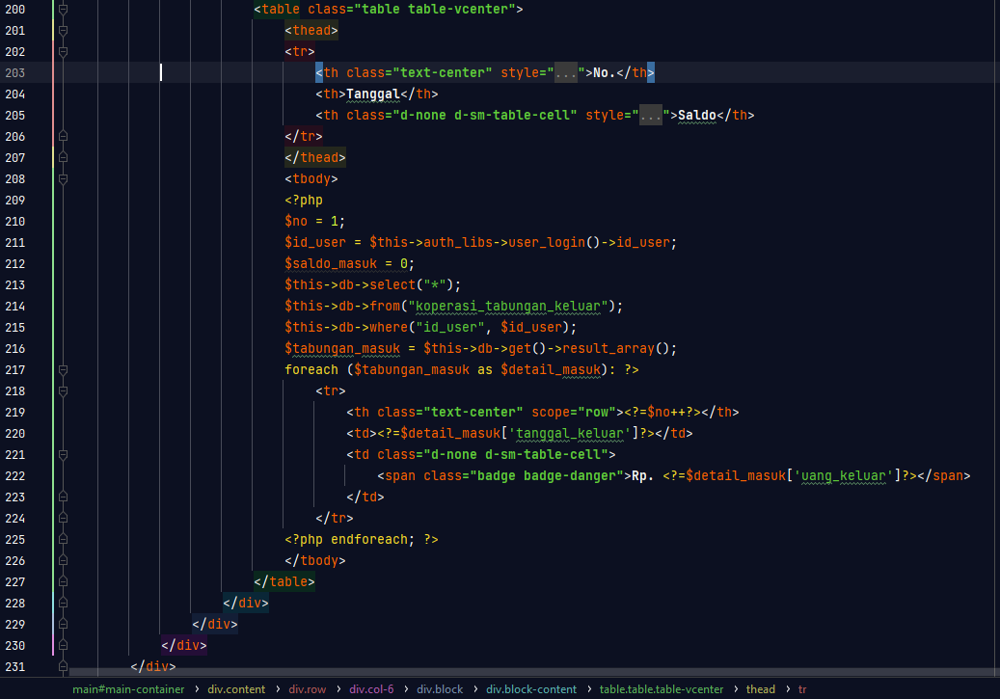 200 <table class="table table-vcenter">
201 <thead>
202 <tr>
203 <th class="text-center" style="...">No.</th>
204 <th>Tanggal</th>
205 <th class="d-none d-sm-table-cell" style="...">Saldo</th>
206 </tr>
207 </thead>
208 <tbody>
209 <?php
210 $no = 1;
211 $id_user = $this->auth_libs->user_login()->id_user;
212 $saldo_masuk = 0;
213 $this->db->select("*");
214 $this->db->from("koperasi_tabungan_keluar");
215 $this->db->where("id_user", $id_user);
216 $tabungan_masuk = $this->db->get()->result_array();
217 foreach ($tabungan_masuk as $detail_masuk): ?>
218 <tr>
219 <th class="text-center" scope="row"><?=$no++?></th>
220 <td><?=$detail_masuk['tanggal_keluar']?></td>
221 <td class="d-none d-sm-table-cell">
222 <span class="badge badge-danger">Rp. <?=$detail_masuk['uang_keluar']?></span>
223 </td>
224 </tr>
225 <?php endforeach; ?>
226 </tbody>
227 </table>
228 </div>
229 </div>
230 </div>
231 </div>
main#main-container › div.content › div.row › div.col-6 › div.block › div.block-content › table.table.table-vcenter › thead › tr